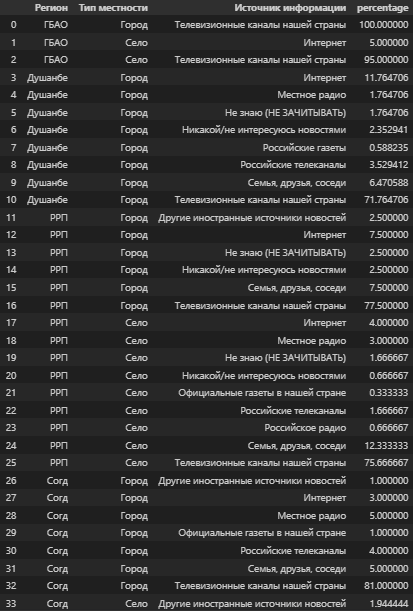 Регион Тип местности Источник информации percentage
0 ГБАО Город Телевизионные каналы нашей страны 100.000000
1 ГБАО Село Интернет 5.000000
2 ГБАО Село Телевизионные каналы нашей страны 95.000000
3 Душанбе Город Интернет 11.764706
4 Душанбе Город Местное радио 1.764706
5 Душанбе Город Не знаю (НЕ ЗАЧИТЫВАТЬ) 1.764706
6 Душанбе Город Никакой/не интересуюсь новостями 2.352941
7 Душанбе Город Российские газеты 0.588235
8 Душанбе Город Российские телеканалы 3.529412
9 Душанбе Город Семья, друзья, соседи 6.470588
10 Душанбе Город Телевизионные каналы нашей страны 71.764706
11 РРП Город Другие иностранные источники новостей 2.500000
12 РРП Город Интернет 7.500000
13 РРП Город Не знаю (НЕ ЗАЧИТЫВАТЬ) 2.500000
14 РРП Город Никакой/не интересуюсь новостями 2.500000
15 РРП Город Семья, друзья, соседи 7.500000
16 РРП Город Телевизионные каналы нашей страны 77.500000
17 РРП Село Интернет 4.000000
18 РРП Село Местное радио 3.000000
19 РРП Село Не знаю (НЕ ЗАЧИТЫВАТЬ) 1.666667
20 РРП Село Никакой/не интересуюсь новостями 0.666667
21 РРП Село Официальные газеты в нашей стране 0.333333
22 РРП Село Российские телеканалы 1.666667
23 РРП Село Российское радио 0.666667
24 РРП Село Семья, друзья, соседи 12.333333
25 РРП Село Телевизионные каналы нашей страны 75.666667
26 Согд Город Другие иностранные источники новостей 1.000000
27 Согд Город Интернет 3.000000
28 Согд Город Местное радио 5.000000
29 Согд Город Официальные газеты в нашей стране 1.000000
30 Согд Город Российские телеканалы 4.000000
31 Согд Город Семья, друзья, соседи 5.000000
32 Согд Город Телевизионные каналы нашей страны 81.000000
33 Согд Село Другие иностранные источники новостей 1.944444